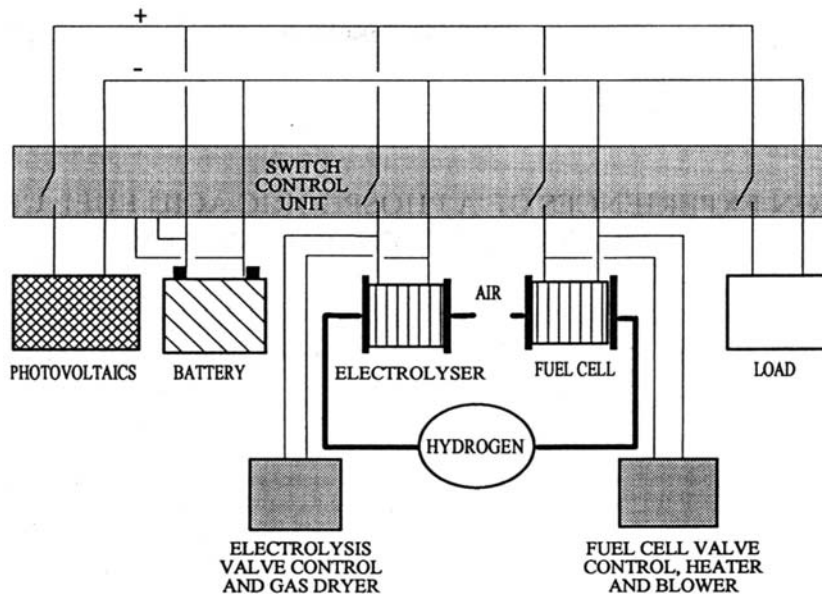 +
-
SWITCH
CONTROL
UNIT
AIR
PHOTOVOLTAICS
BATTERY
ELECTROLYSER
FUEL CELL
LOAD
HYDROGEN
ELECTROLYSIS
VALVE CONTROL
AND GAS DRYER
FUEL CELL VALVE
CONTROL, HEATER
AND BLOWER